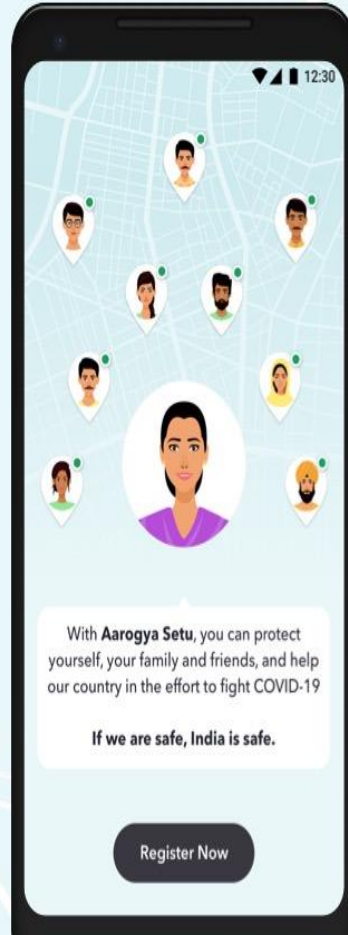 12:30
With Aarogya Setu, you can protect
yourself, your family and friends, and help
our country in the effort to fight COVID-19
If we are safe, India is safe.
Register Now